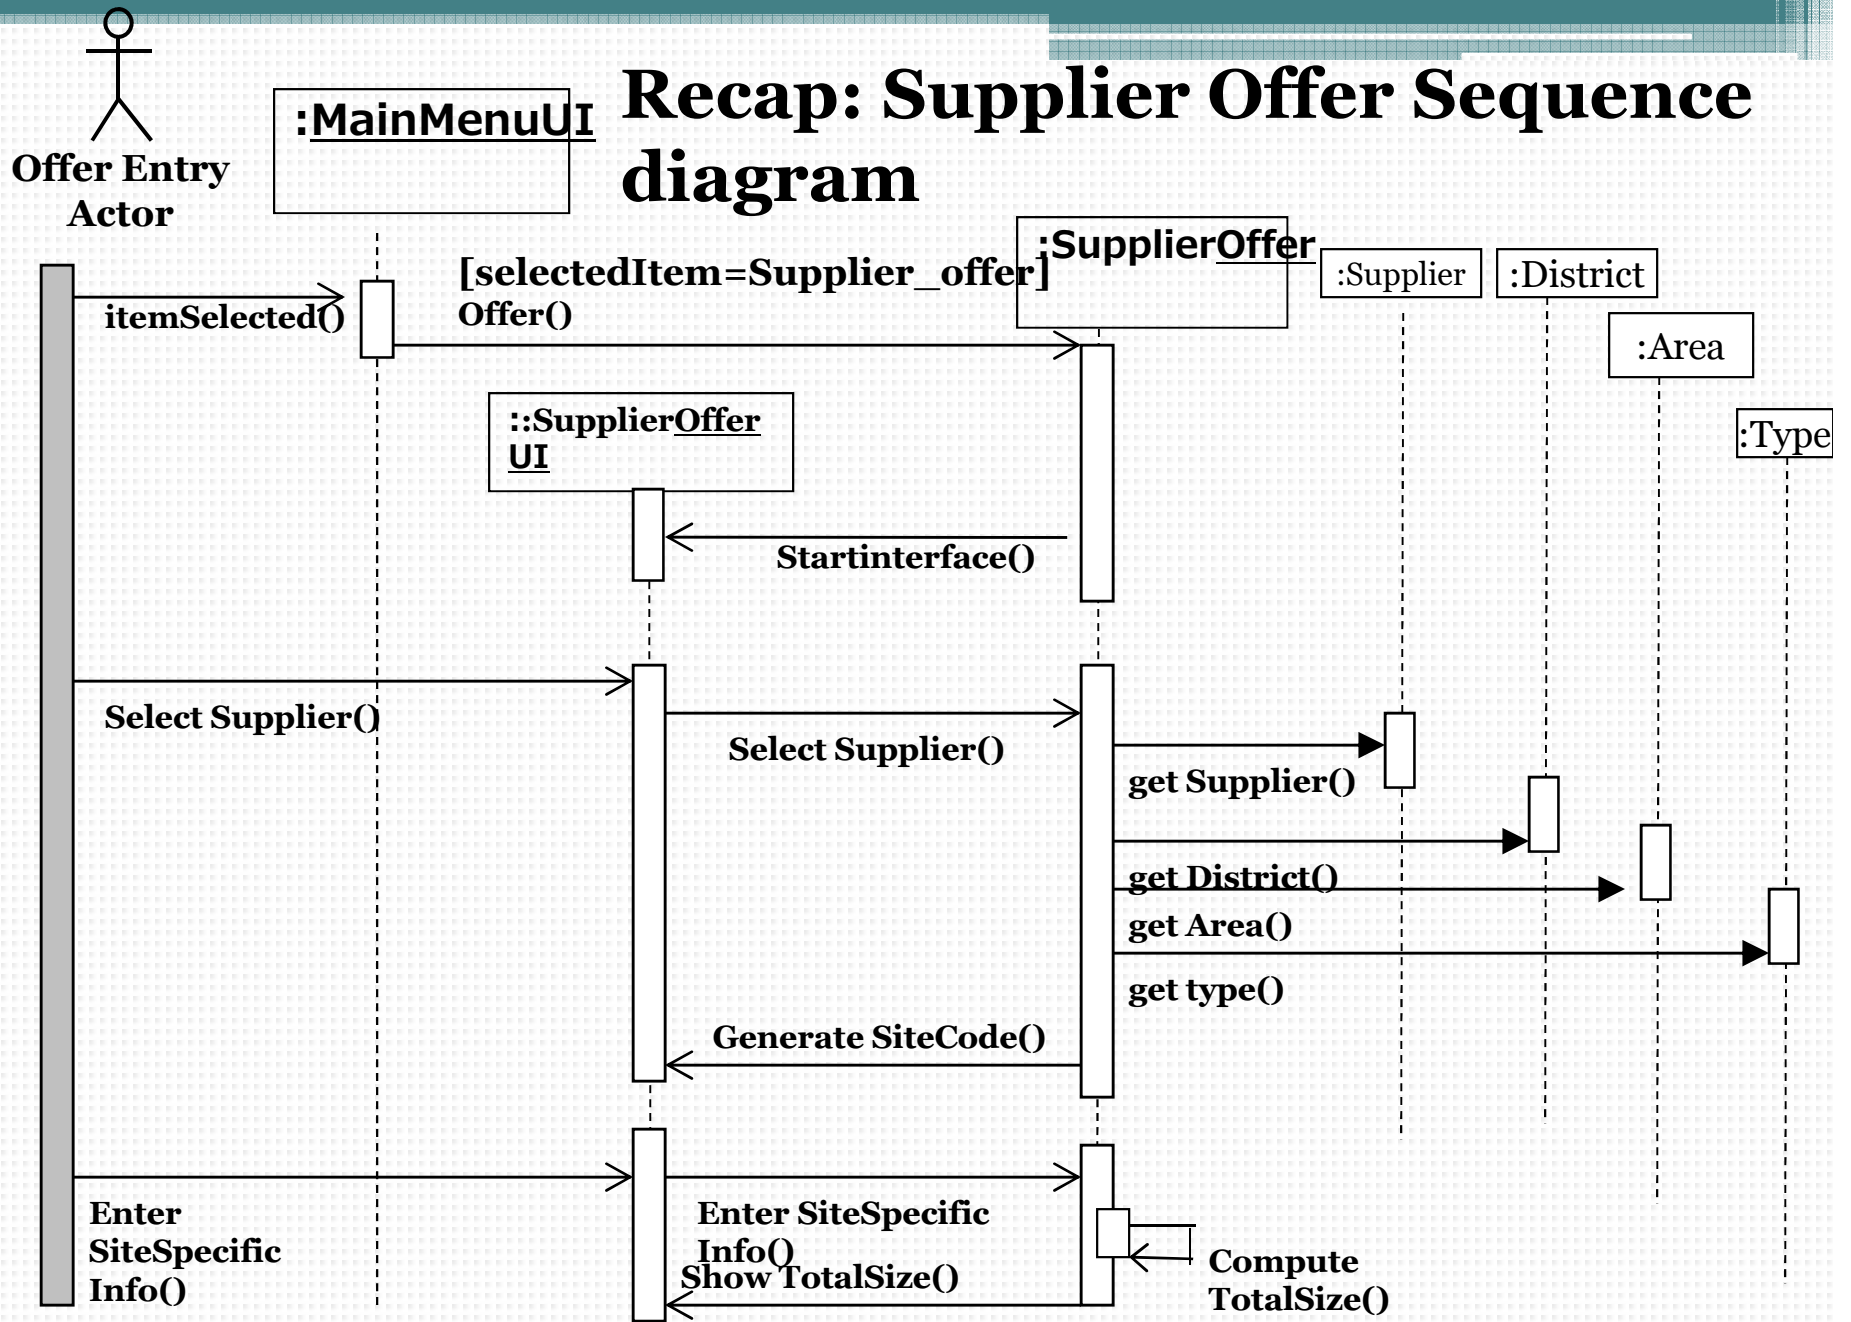 Recap: Supplier Offer Sequence
diagram
Offer Entry
Actor
:MainMenuUI
:SupplierOffer
:Supplier
:District
:Area
:Type
[selectedItem=Supplier_offer]
Offer()
itemSelected()
::SupplierOffer
UI
Startinterface()
Select Supplier()
Select Supplier()
get Supplier()
get District()
get Area()
get type()
Generate SiteCode()
Enter
SiteSpecific
Info()
Enter SiteSpecific
Info()
Show TotalSize()
Compute
TotalSize()